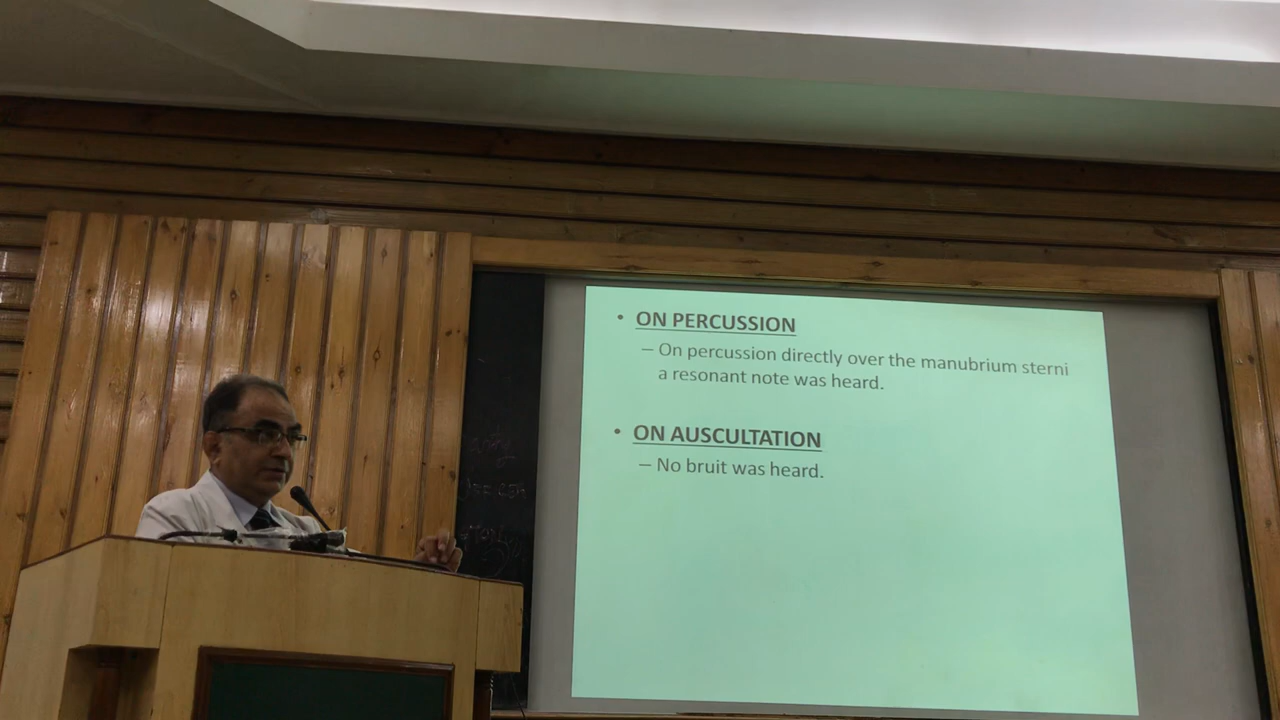 • ON PERCUSSION
– On percussion directly over the manubrium sterni
a resonant note was heard.
• ON AUSCULTATION
– No bruit was heard.